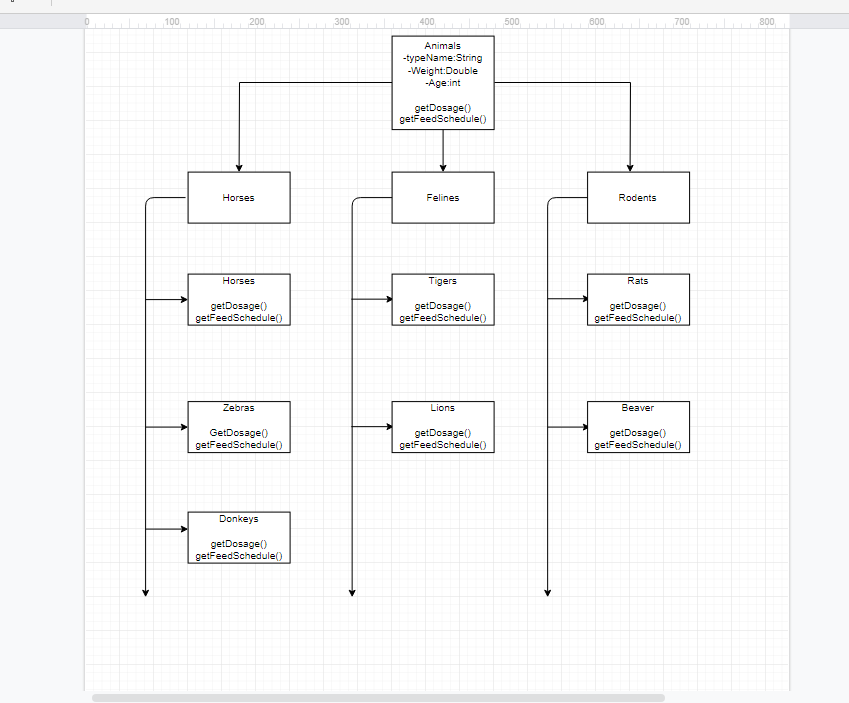 0 100 200 300 400 500 600 700 800
Animals
-typeName:String
-Weight:Double
-Age:int
getDosage()
getFeedSchedule()
Horses
Felines
Rodents
Horses
getDosage()
getFeedSchedule()
Tigers
getDosage()
getFeedSchedule()
Rats
getDosage()
getFeedSchedule()
Zebras
GetDosage()
getFeedSchedule()
Lions
getDosage()
getFeedSchedule()
Beaver
getDosage()
getFeedSchedule()
Donkeys
getDosage()
getFeedSchedule()